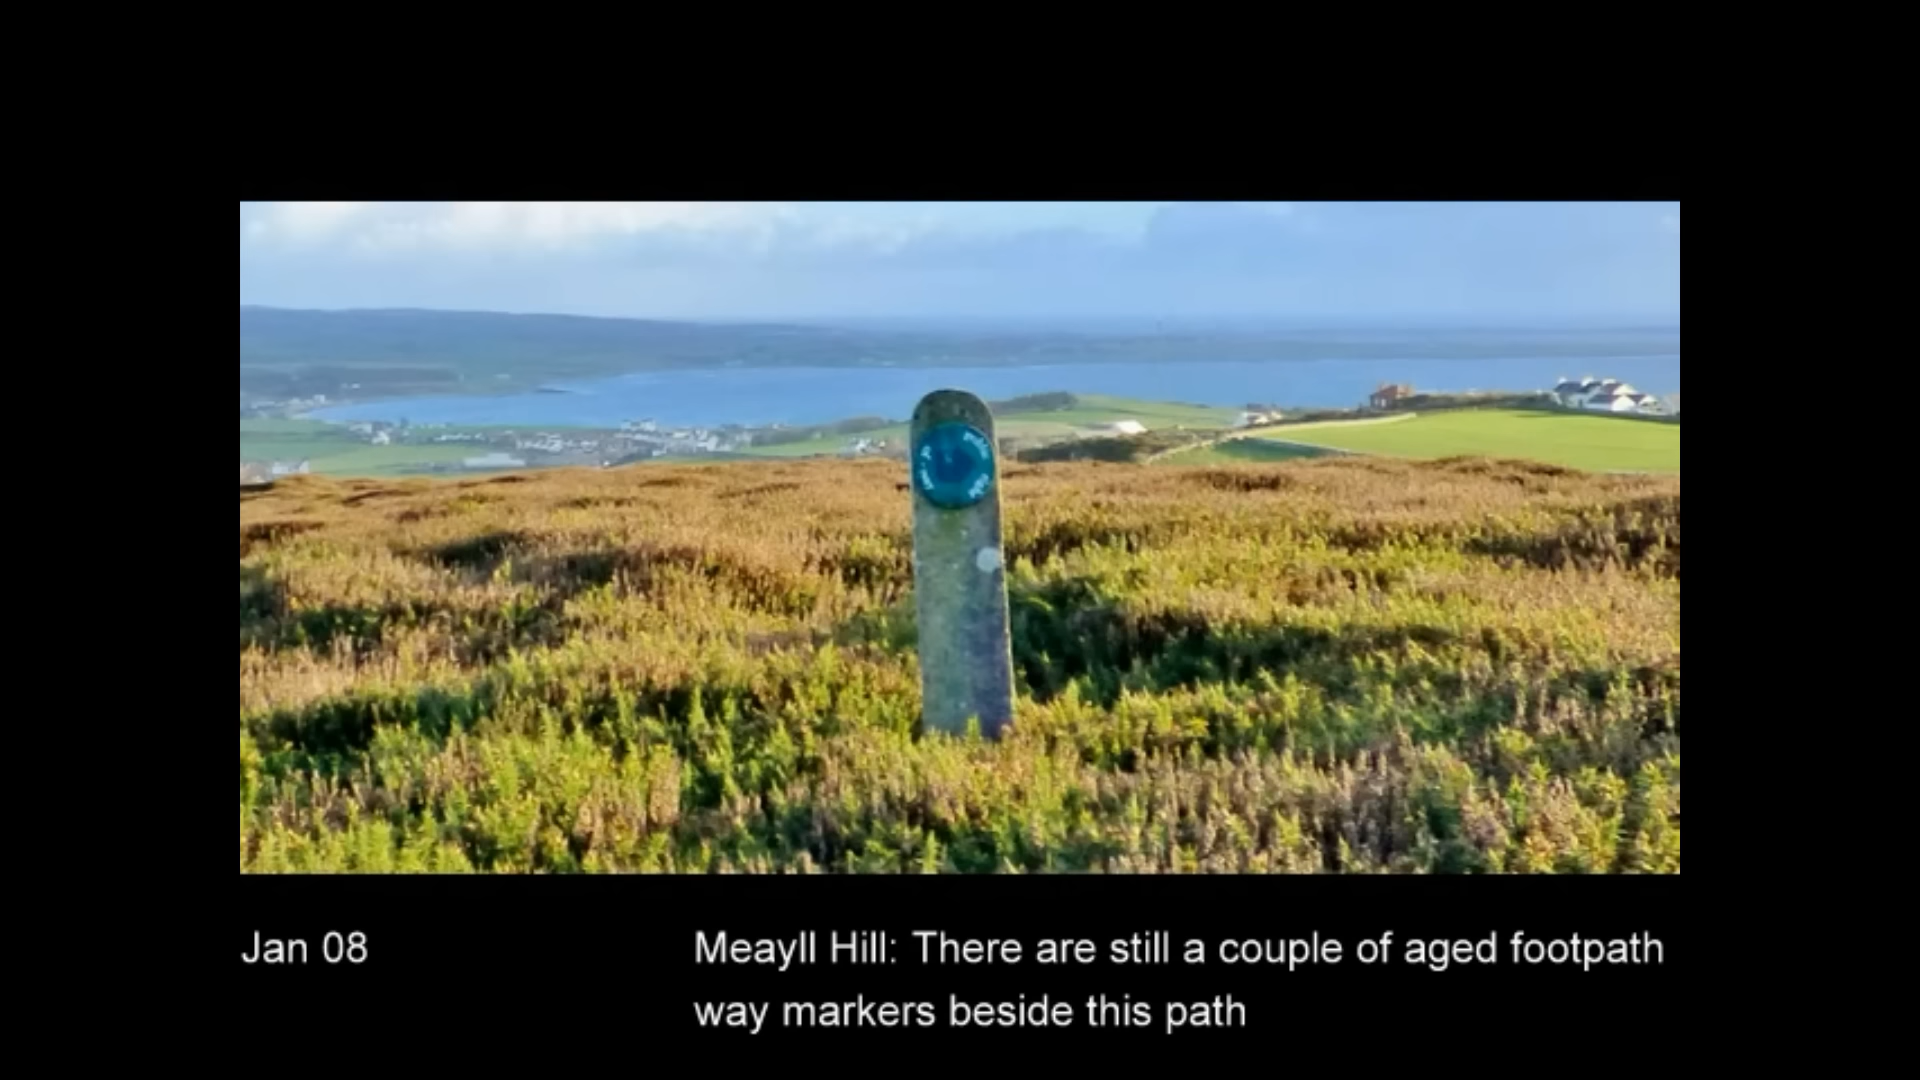 Jan 08
Meayll Hill: There are still a couple of aged footpath
way markers beside this path